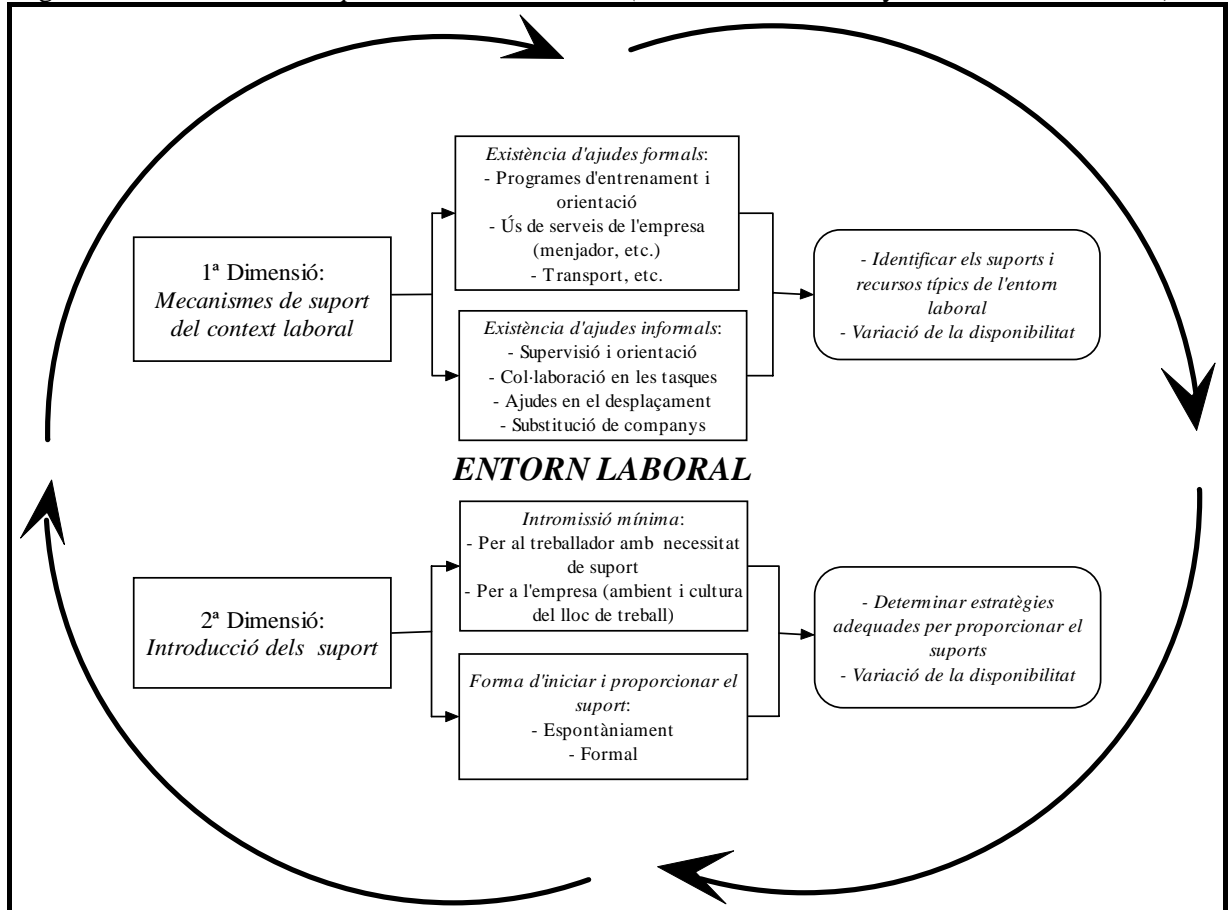 Existència d'ajudes formals:
- Programes d'entrenament i
orientació
- Ús de serveis de l'empresa
(menjador, etc.)
- Transport, etc.
1ª Dimensió:
Mecanismes de suport
del context laboral
- Identificar els suports i
recursos típics de l'entorn
laboral
- Variació de la disponibilitat
Existència d'ajudes informals:
- Supervisió i orientació
- Col·laboració en les tasques
- Ajudes en el desplaçament
- Substitució de companys
ENTORN LABORAL
Intromissió mínima:
- Per al treballador amb necessitat
de suport
- Per a l'empresa (ambient i cultura
del lloc de treball)
2ª Dimensió:
Introducció dels suport
- Determinar estratègies
adequades per proporcionar el
suports
- Variació de la disponibilitat
Forma d'iniciar i proporcionar el
suport:
- Espontàniament
- Formal